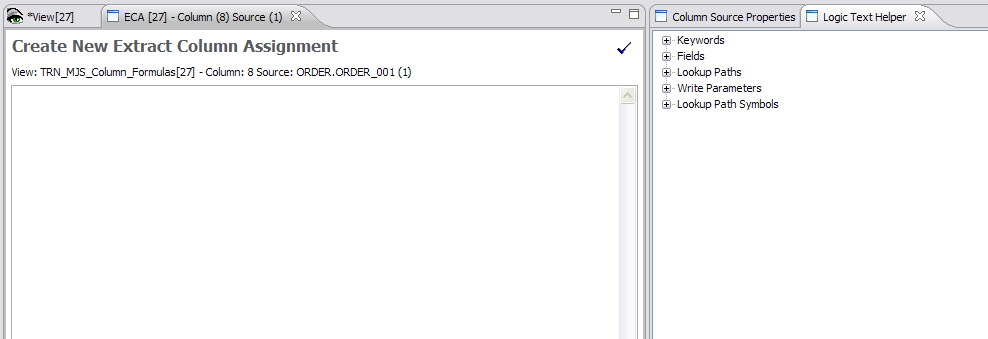 *View[27]
ECA [27] - Column (8) Source (1)
Create New Extract Column Assignment
View: TRN_MJS_Column_Formulas[27] - Column: 8 Source: ORDER.ORDER_001 (1)
Column Source Properties
Logic Text Helper
Keywords
Fields
Lookup Paths
Write Parameters
Lookup Path Symbols